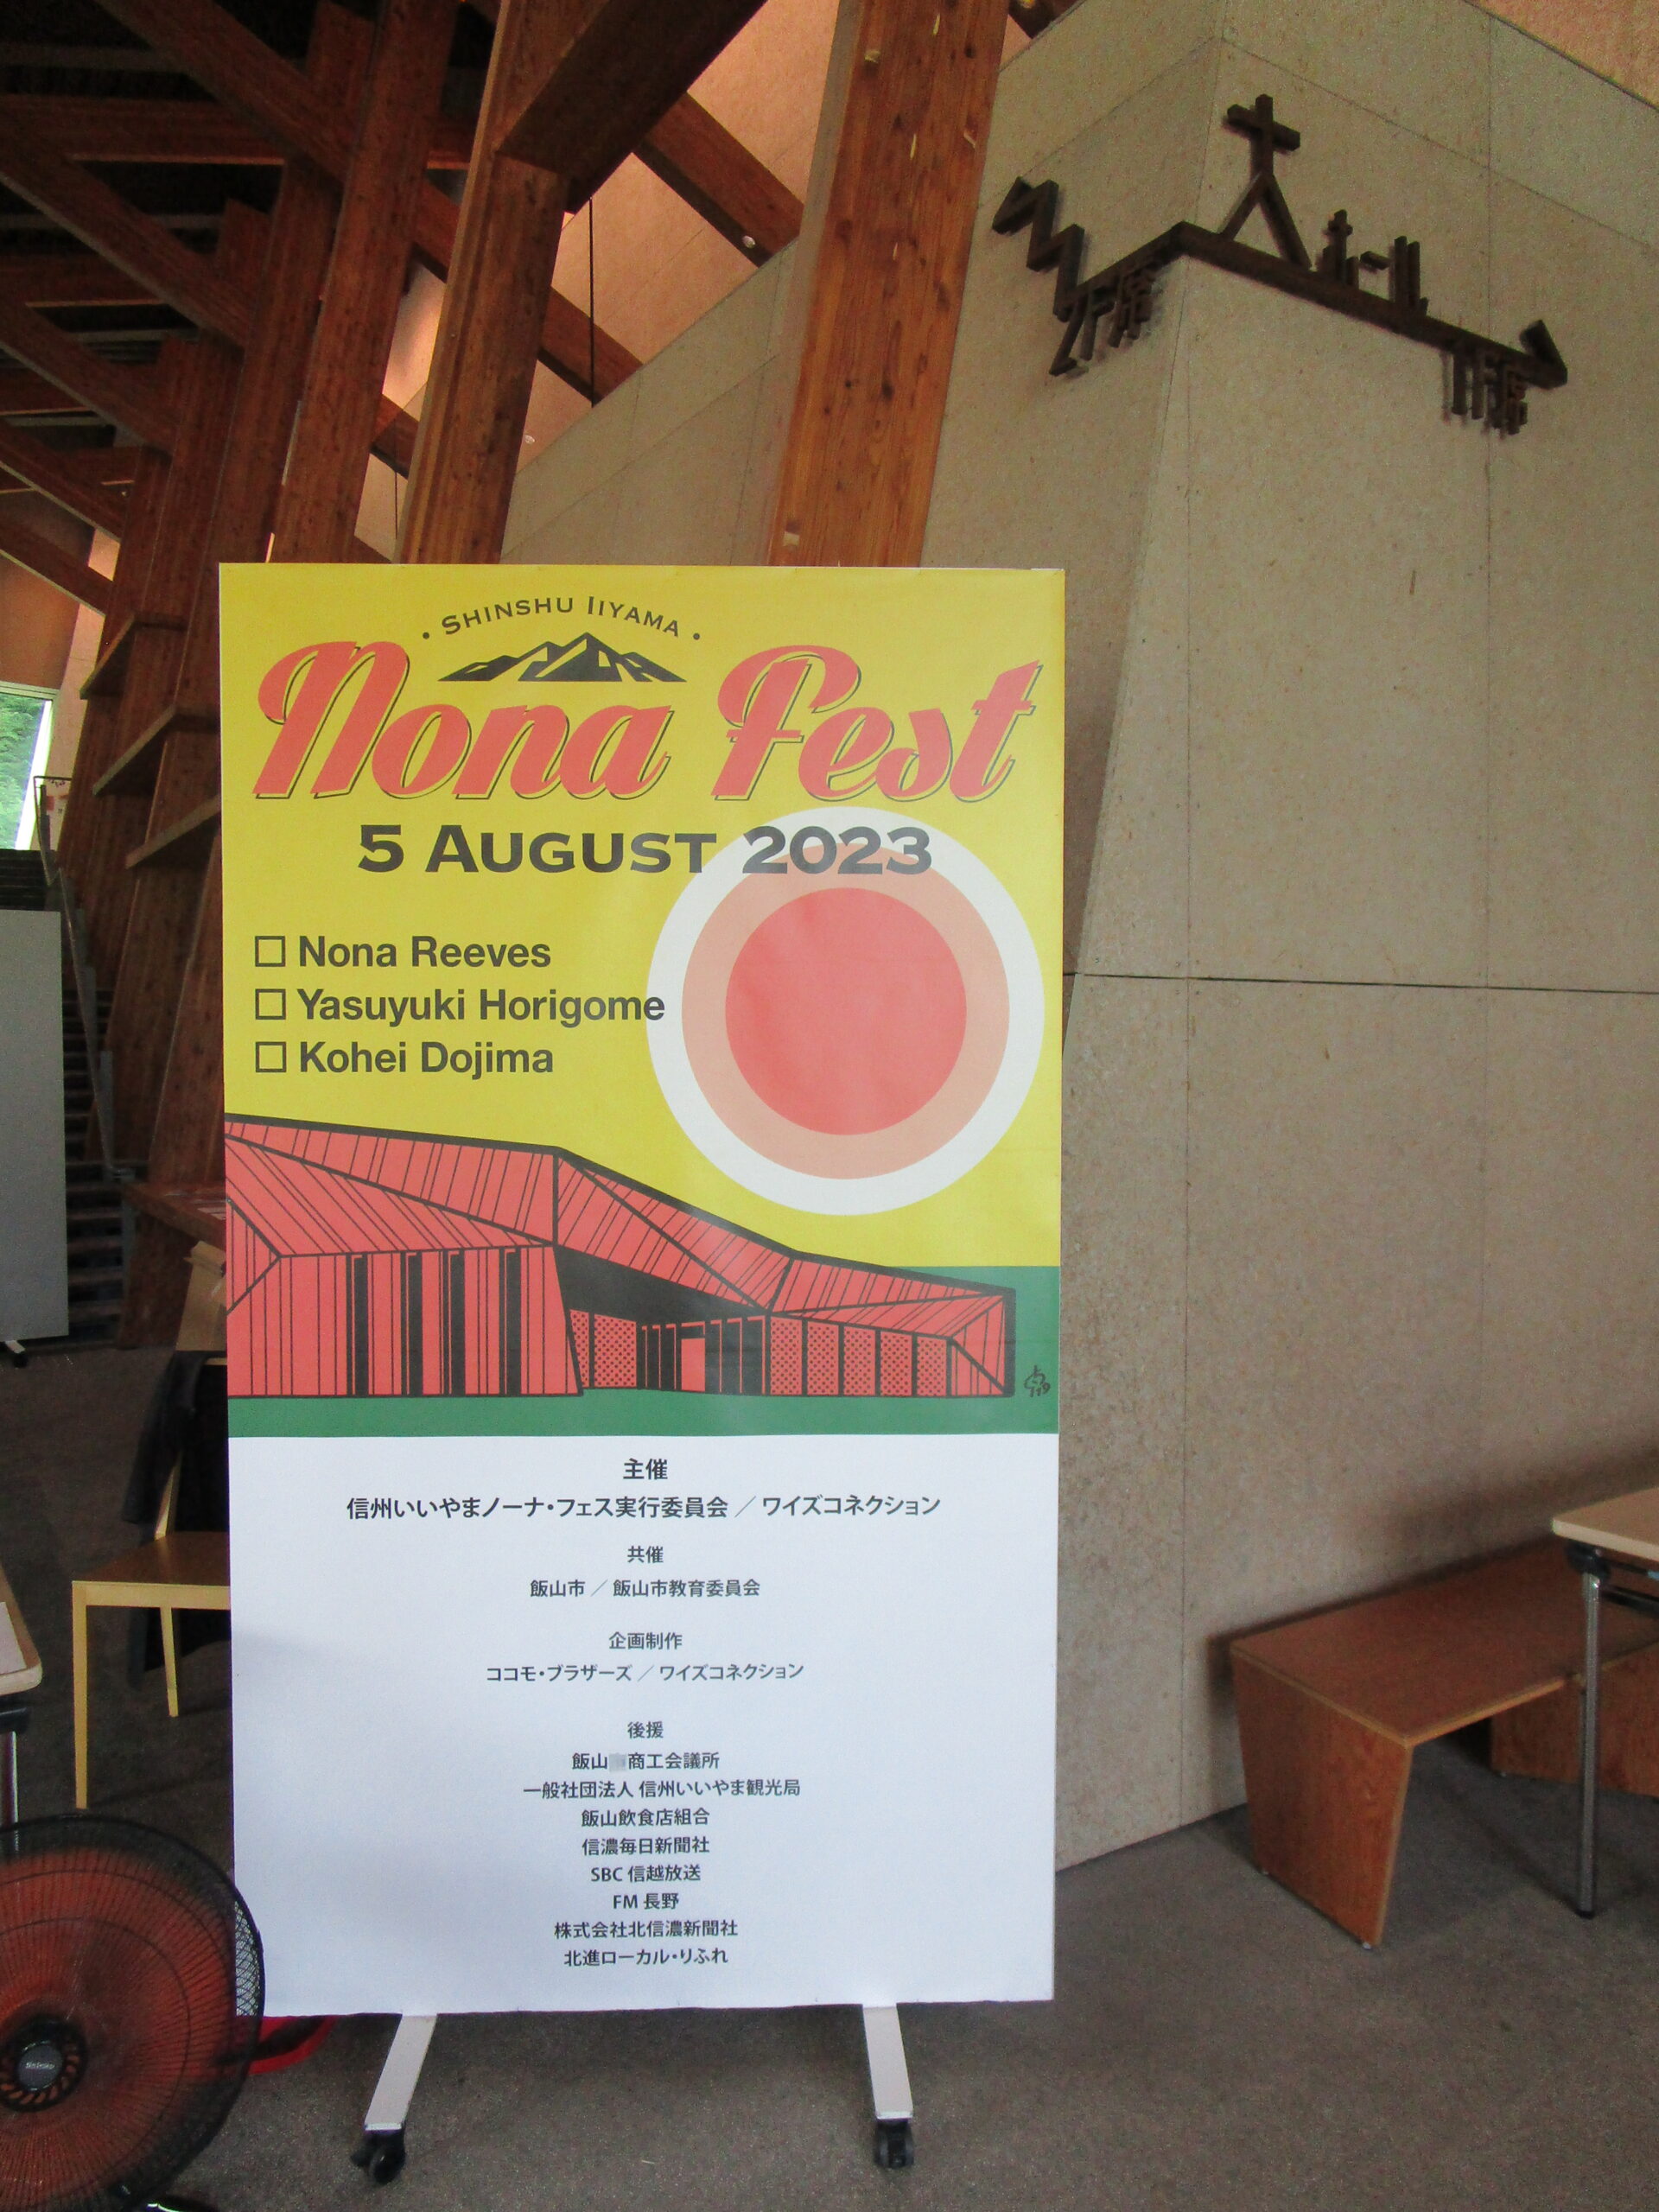 大ホール
2F席
1F席
• SHINSHU IIYAMA •
Nona Fest
5 AUGUST 2023
□ Nona Reeves
□ Yasuyuki Horigome
□ Kohei Dojima
主催
信州いいやまノーナ・フェス実行委員会 ／ ワイズコネクション
共催
飯山市 ／ 飯山市教育委員会
企画制作
ココモ・ブラザーズ ／ ワイズコネクション
後援
飯山 商工会議所
一般社団法人 信州いいやま観光局
飯山飲食店組合
信濃毎日新聞社
SBC 信越放送
FM 長野
株式会社北信濃新聞社
北進ローカル・りふれ